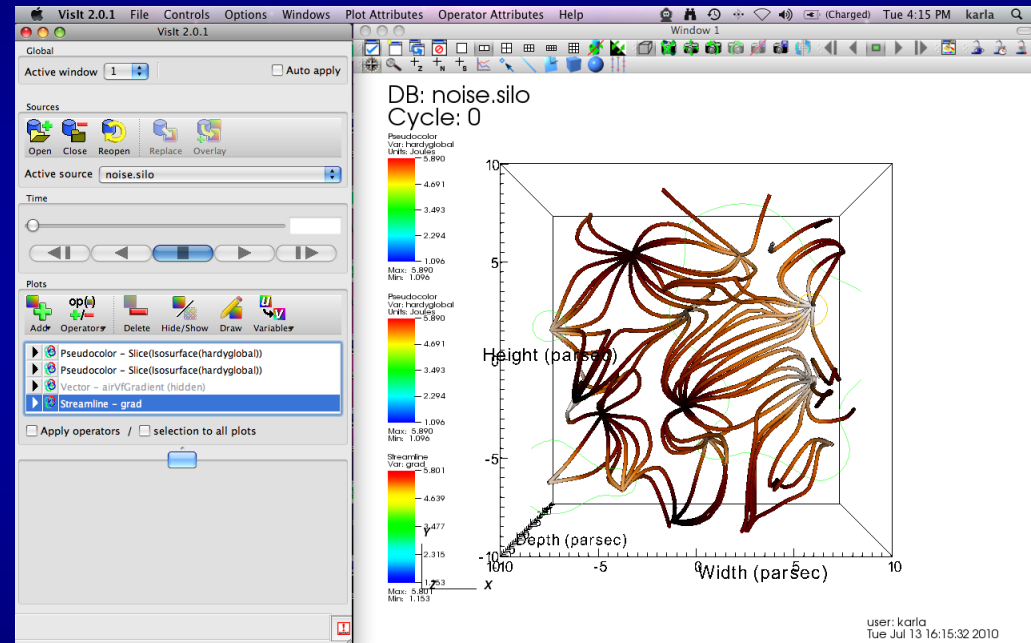 VisIt 2.0.1 File Controls Options Windows Plot Attributes Operator Attributes Help (Charged) Tue 4:15 PM karla
VisIt 2.0.1
Global
Active window 1 Auto apply
Sources
Open Close Reopen Replace Overlay
Active source noise.silo
Time
Plots
op(u)
+/-
Add Operators Delete Hide/Show Draw Variables
Pseudocolor - Slice(Isosurface(hardyglobal))
Pseudocolor - Slice(Isosurface(hardyglobal))
Vector - airVfGradient (hidden)
Streamline - grad
Apply operators / selection to all plots
Window 1
DB: noise.silo
Cycle: 0
Pseudocolor
Var: hardyglobal
Units: Joules
5.890
4.691
3.493
2.294
1.096
Max: 5.890
Min: 1.096
Pseudocolor
Var: hardyglobal
Units: Joules
5.890
4.691
3.493
2.294
1.096
Max: 5.890
Min: 1.096
Streamline
Var: grad
5.801
4.639
3.477
2.315
1.153
Max: 5.801
Min: 1.153
10
5
Height (parsec)
0
-5
-10
Depth (parsec)
-5
0
5
10
Width (parsec)
Y
Z
X
user: karla
Tue Jul 13 16:15:32 2010